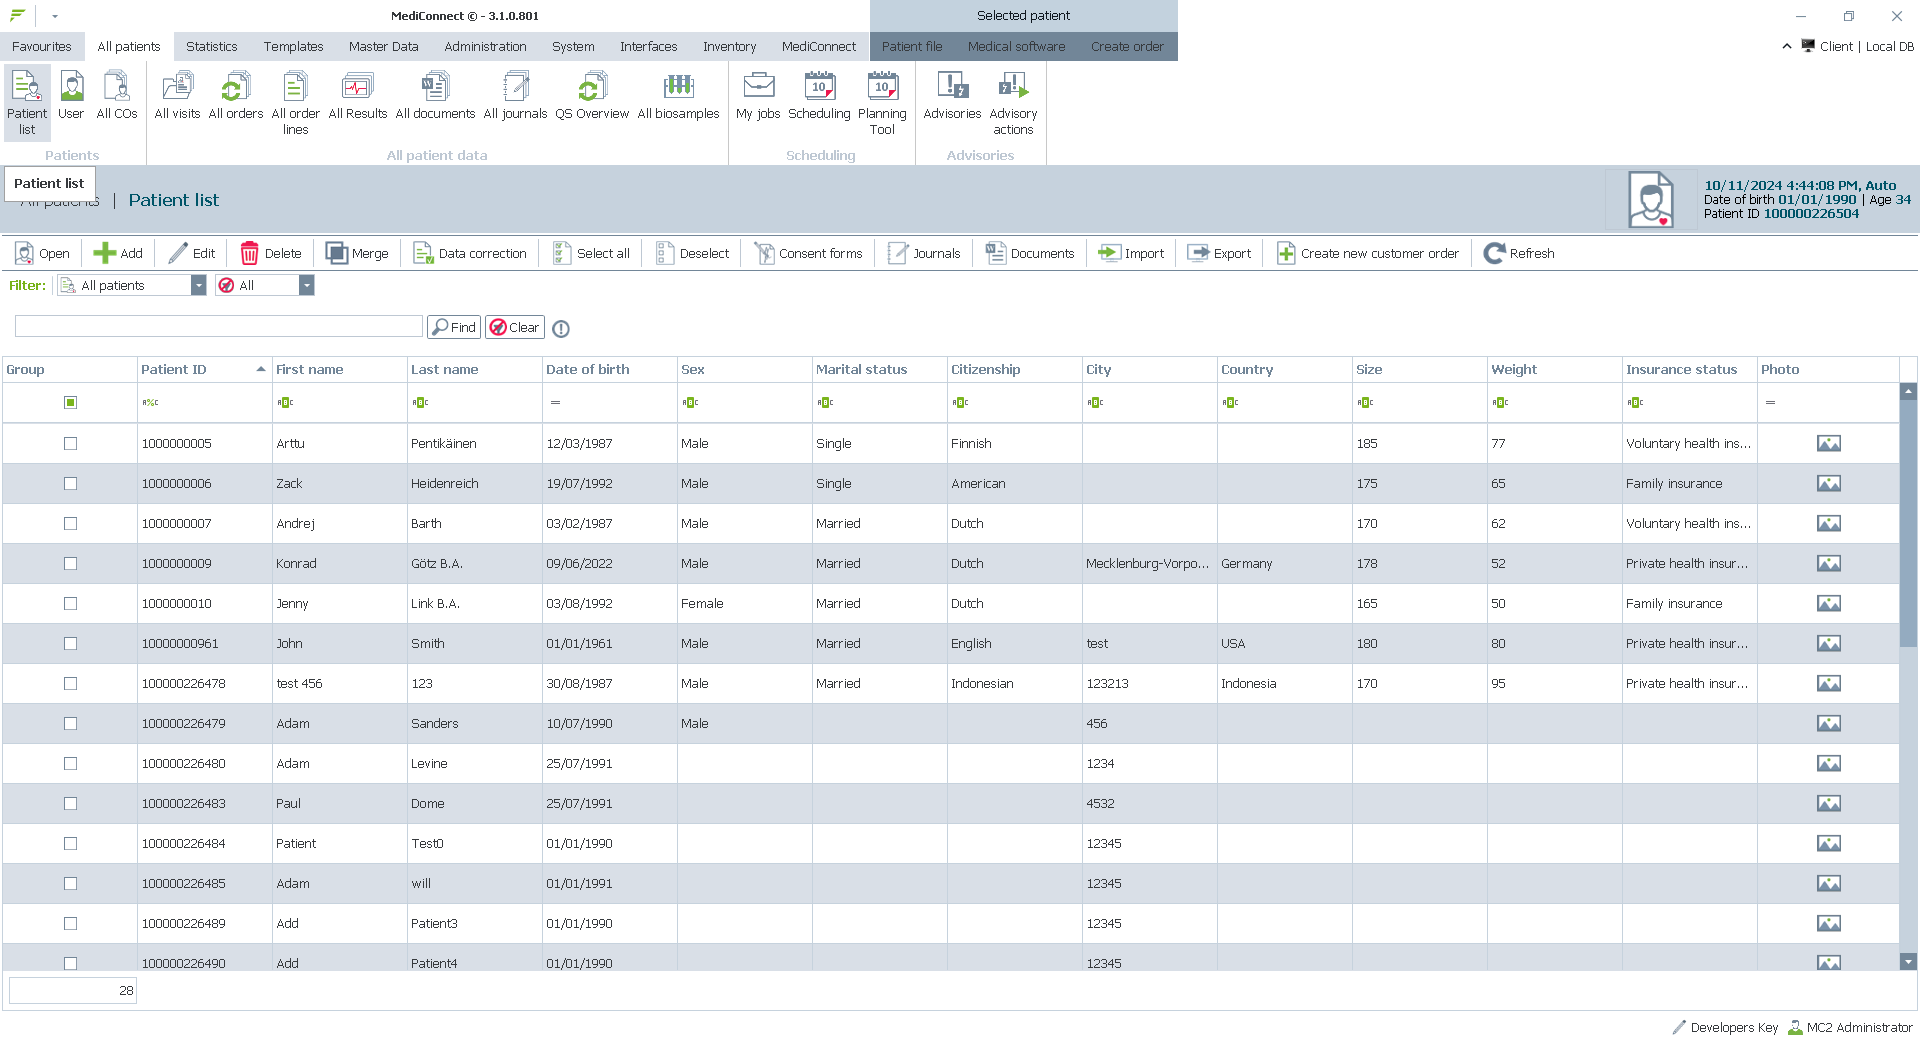 MediConnect © - 3.1.0.801
Selected patient
Favourites All patients Statistics Templates Master Data Administration System Interfaces Inventory MediConnect Patient file Medical software Create order
Client | Local DB
Patient list User All COs All visits All orders All order lines All Results All documents All journals QS Overview All biosamples My jobs Scheduling Planning Tool Advisories Advisory actions
Patients All patient data Scheduling Advisories
Patient list
All patients | Patient list
10/11/2024 4:44:08 PM, Auto
Date of birth 01/01/1990 | Age 34
Patient ID 100000226504
Open Add Edit Delete Merge Data correction Select all Deselect Consent forms Journals Documents Import Export Create new customer order Refresh
Filter: All patients All
Find Clear
Group Patient ID First name Last name Date of birth Sex Marital status Citizenship City Country Size Weight Insurance status Photo
1000000005 Arttu Pentikäinen 12/03/1987 Male Single Finnish 185 77 Voluntary health ins...
1000000006 Zack Heidenreich 19/07/1992 Male Single American 175 65 Family insurance
1000000007 Andrej Barth 03/02/1987 Male Married Dutch 170 62 Voluntary health ins...
1000000009 Konrad Götz B.A. 09/06/2022 Male Married Dutch Mecklenburg-Vorpo... Germany 178 52 Private health insur...
1000000010 Jenny Link B.A. 03/08/1992 Female Married Dutch 165 50 Family insurance
10000000961 John Smith 01/01/1961 Male Married English test USA 180 80 Private health insur...
100000226478 test 456 123 30/08/1987 Male Married Indonesian 123213 Indonesia 170 95 Private health insur...
100000226479 Adam Sanders 10/07/1990 Male 456
100000226480 Adam Levine 25/07/1991 1234
100000226483 Paul Dome 25/07/1991 4532
100000226484 Patient Test0 01/01/1990 12345
100000226485 Adam will 01/01/1991 12345
100000226489 Add Patient3 01/01/1990 12345
100000226490 Add Patient4 01/01/1990 12345
28
Developers Key MC2 Administrator